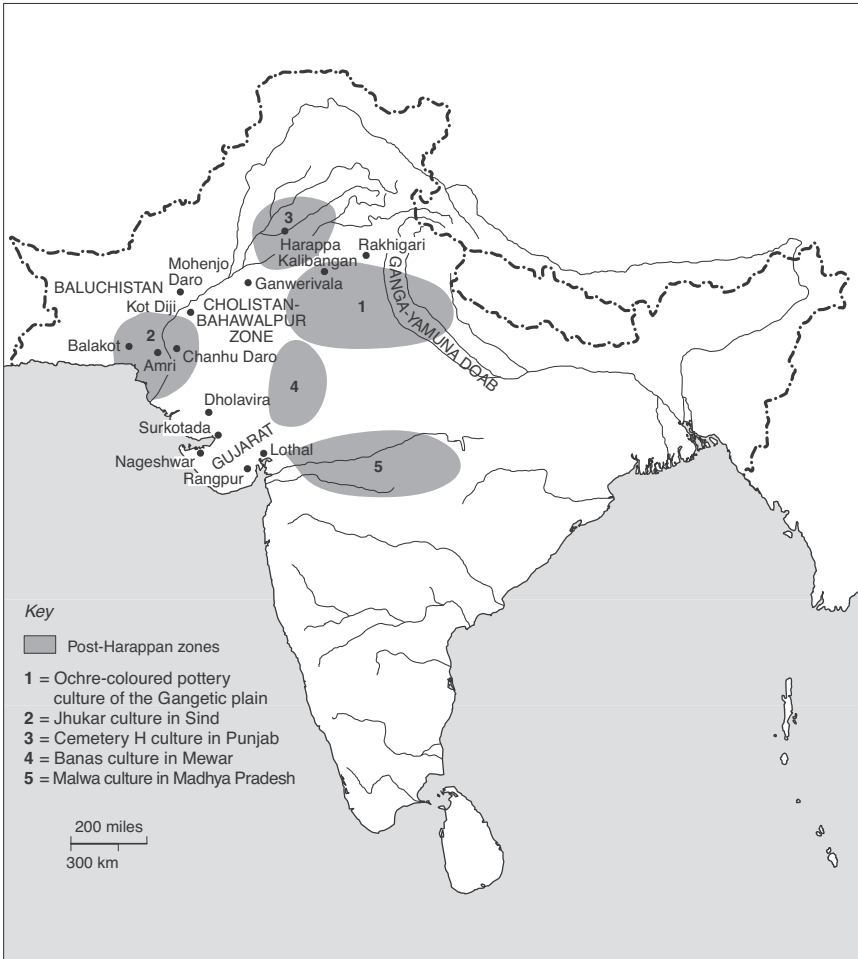 3
Harappa
Kalibangan
Rakhigari
Mohenjo
Daro
Ganwerivala
BALUCHISTAN
Kot Diji
CHOLISTAN-
BAHAWALPUR
ZONE
1
GANGA-YAMUNA DOAB
2
Balakot
Amri
Chanhu Daro
4
Dholavira
Surkotada
GUJARAT
Lothal
Nageshwar
Rangpur
5
Key
Post-Harappan zones
1 = Ochre-coloured pottery
culture of the Gangetic plain
2 = Jhukar culture in Sind
3 = Cemetery H culture in Punjab
4 = Banas culture in Mewar
5 = Malwa culture in Madhya Pradesh
200 miles
300 km